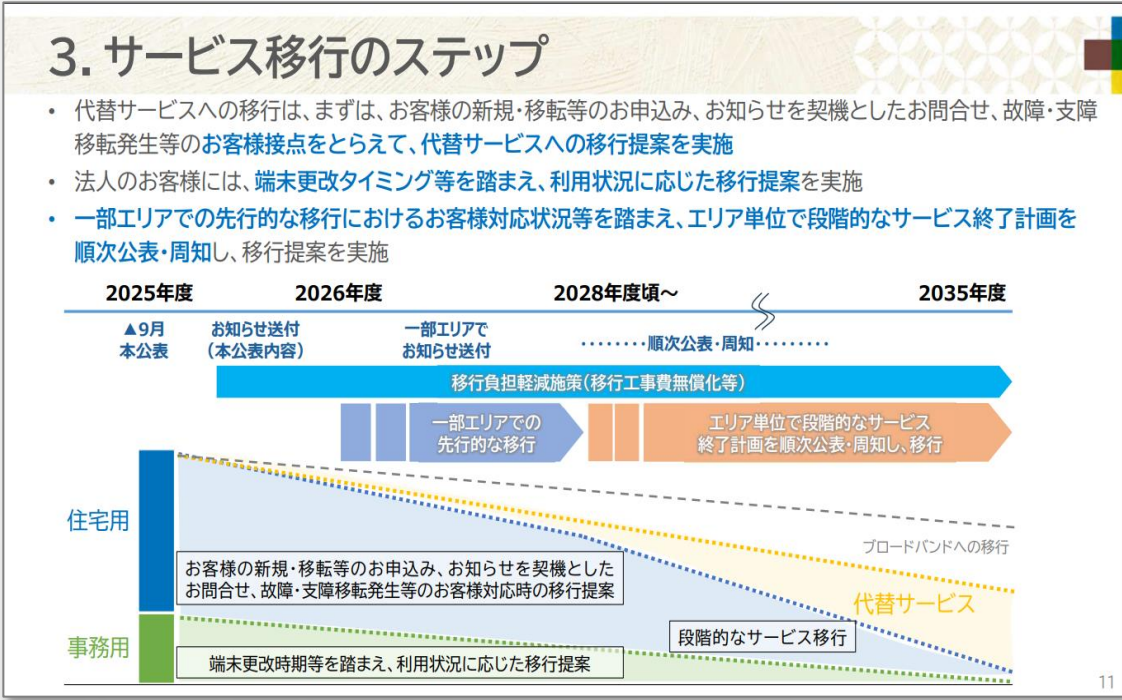 3. サービス移行のステップ
• 代替サービスへの移行は、まずは、お客様の新規・移転等のお申込み、お知らせを契機としたお問合せ、故障・支障
移転発生等のお客様接点をとらえて、代替サービスへの移行提案を実施
• 法人のお客様には、端末更改タイミング等を踏まえ、利用状況に応じた移行提案を実施
• 一部エリアでの先行的な移行におけるお客様対応状況等を踏まえ、エリア単位で段階的なサービス終了計画を
順次公表・周知し、移行提案を実施
2025年度 2026年度 2028年度頃～ 2035年度
▲9月
本公表
お知らせ送付
（本公表内容）
一部エリアで
お知らせ送付
‥‥‥‥順次公表・周知‥‥‥‥‥
移行負担軽減施策（移行工事費無償化等）
一部エリアでの
先行的な移行
エリア単位で段階的なサービス
終了計画を順次公表・周知し、移行
住宅用
ブロードバンドへの移行
お客様の新規・移転等のお申込み、お知らせを契機とした
お問合せ、故障・支障移転発生等のお客様対応時の移行提案
代替サービス
段階的なサービス移行
事務用
端末更改時期等を踏まえ、利用状況に応じた移行提案
11